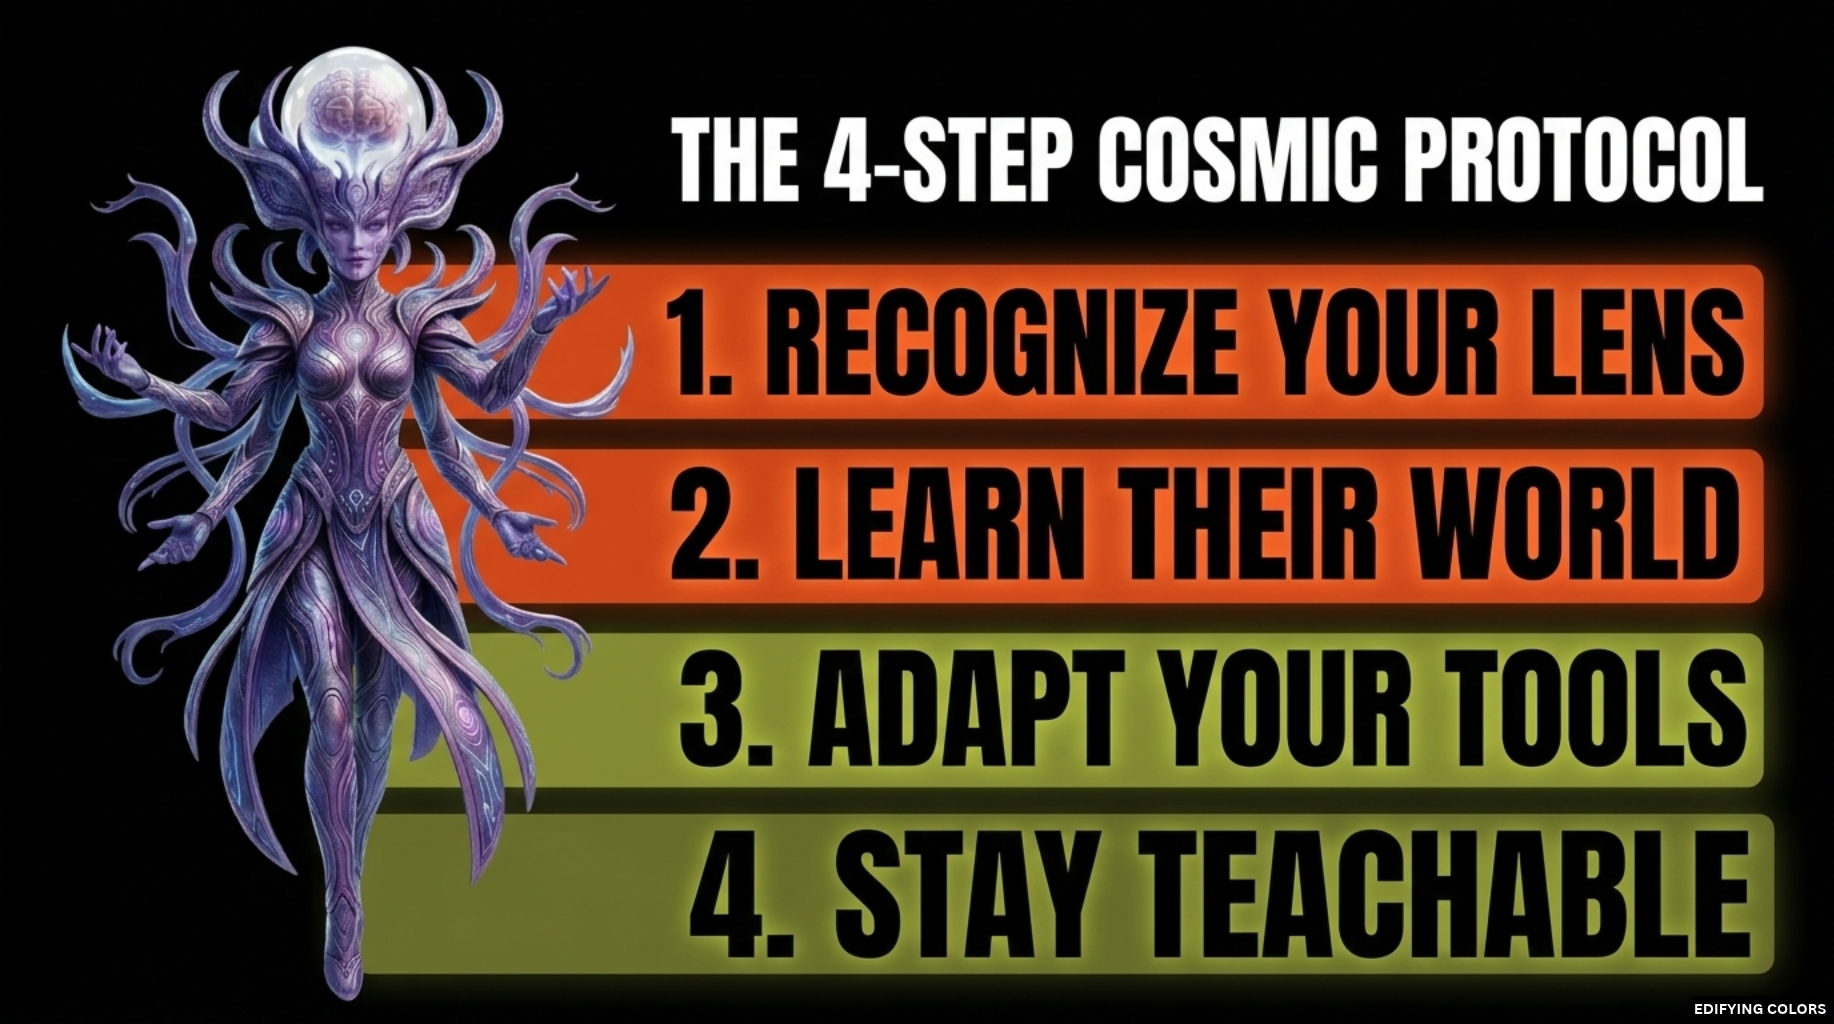 THE 4-STEP COSMIC PROTOCOL
1. RECOGNIZE YOUR LENS
2. LEARN THEIR WORLD
3. ADAPT YOUR TOOLS
4. STAY TEACHABLE
EDIFYING COLORS